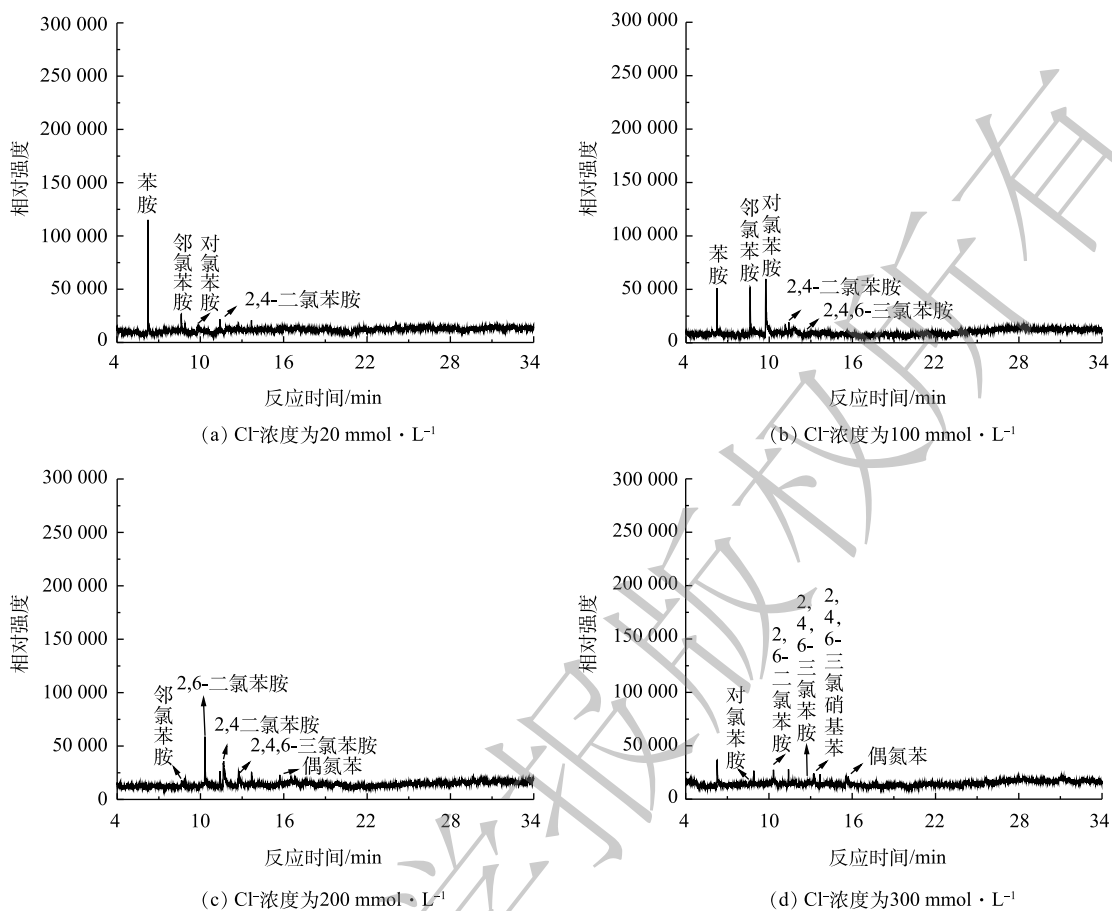 300 000
250 000
200 000
150 000
100 000
50 000
0
相对强度
苯胺
邻氯苯胺
对氯苯胺
2,4-二氯苯胺
4 10 16 22 28 34
反应时间/min
(a) Cl⁻浓度为20 mmol·L⁻¹
300 000
250 000
200 000
150 000
100 000
50 000
0
相对强度
苯胺
邻氯苯胺
对氯苯胺
2,4-二氯苯胺
2,4,6-三氯苯胺
4 10 16 22 28 34
反应时间/min
(b) Cl⁻浓度为100 mmol·L⁻¹
300 000
250 000
200 000
150 000
100 000
50 000
0
相对强度
邻氯苯胺
2,6-二氯苯胺
2,4二氯苯胺
2,4,6-三氯苯胺
偶氮苯
4 10 16 22 28 34
反应时间/min
(c) Cl⁻浓度为200 mmol·L⁻¹
300 000
250 000
200 000
150 000
100 000
50 000
0
相对强度
对氯苯胺
2,6-二氯苯胺
2,4,6-三氯苯胺
2,4,6-三氯硝基苯
偶氮苯
4 10 16 22 28 34
反应时间/min
(d) Cl⁻浓度为300 mmol·L⁻¹
学报版权所有